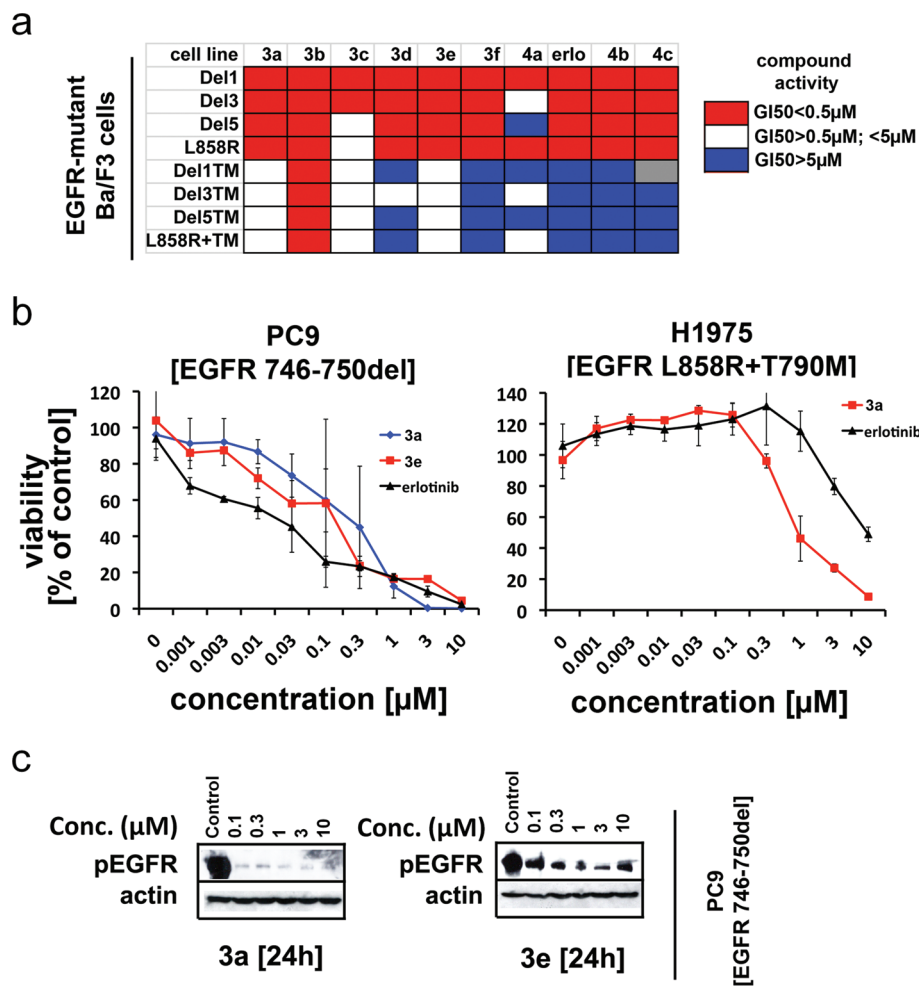 a
cell line 3a 3b 3c 3d 3e 3f 4a erlo 4b 4c
EGFR-mutant
Ba/F3 cells
Del1
Del3
Del5
L858R
Del1TM
Del3TM
Del5TM
L858R+TM
compound
activity
GI50<0.5µM
GI50>0.5µM; <5µM
GI50>5µM
b
PC9
[EGFR 746-750del]
viability
[% of control]
120
100
80
60
40
20
0
3a
3e
erlotinib
0 0.001 0.003 0.01 0.03 0.1 0.3 1 3 10
concentration [µM]
H1975
[EGFR L858R+T790M]
140
120
100
80
60
40
20
0
3a
erlotinib
0 0.001 0.003 0.01 0.03 0.1 0.3 1 3 10
concentration [µM]
c
Conc. (µM) Control 0.1 0.3 1 3 10
pEGFR
actin
3a [24h]
Conc. (µM) Control 0.1 0.3 1 3 10
pEGFR
actin
3e [24h]
PC9
[EGFR 746-750del]